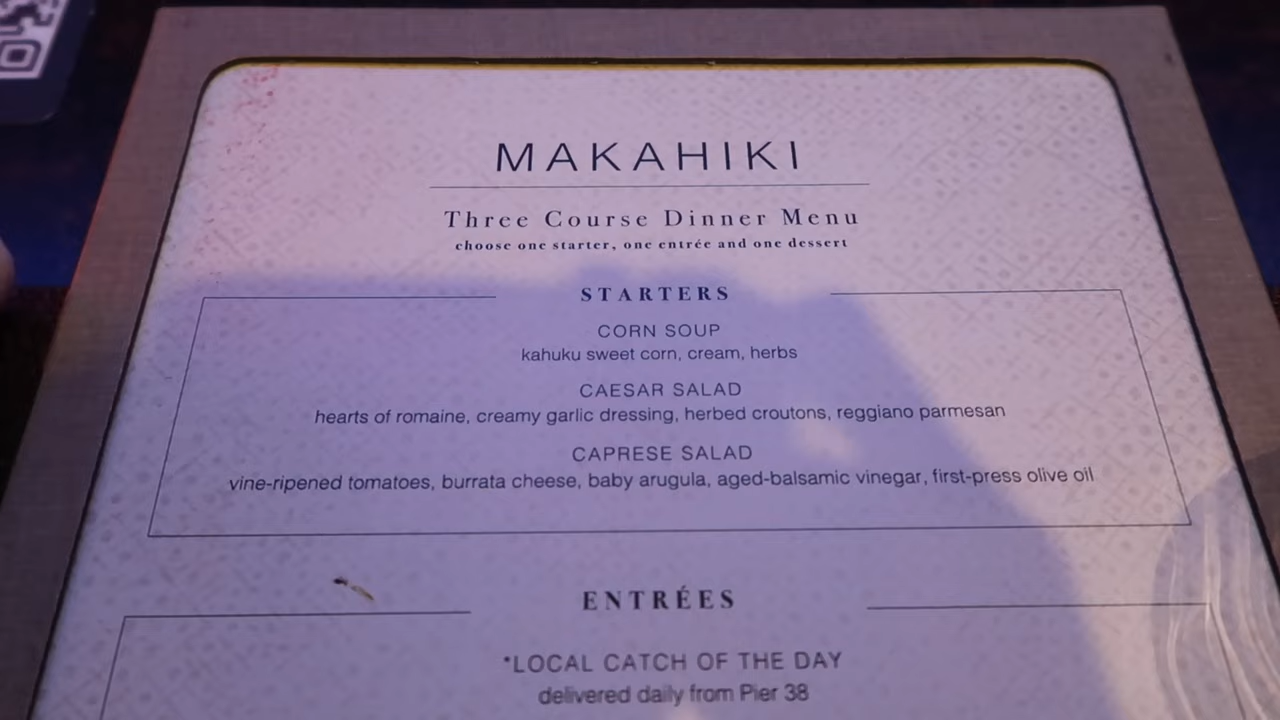 MAKAHIKI
Three Course Dinner Menu
choose one starter, one entrée and one dessert
STARTERS
CORN SOUP
kahuku sweet corn, cream, herbs
CAESAR SALAD
hearts of romaine, creamy garlic dressing, herbed croutons, reggiano parmesan
CAPRESE SALAD
vine-ripened tomatoes, burrata cheese, baby arugula, aged-balsamic vinegar, first-press olive oil
ENTRÉES
*LOCAL CATCH OF THE DAY
delivered daily from Pier 38